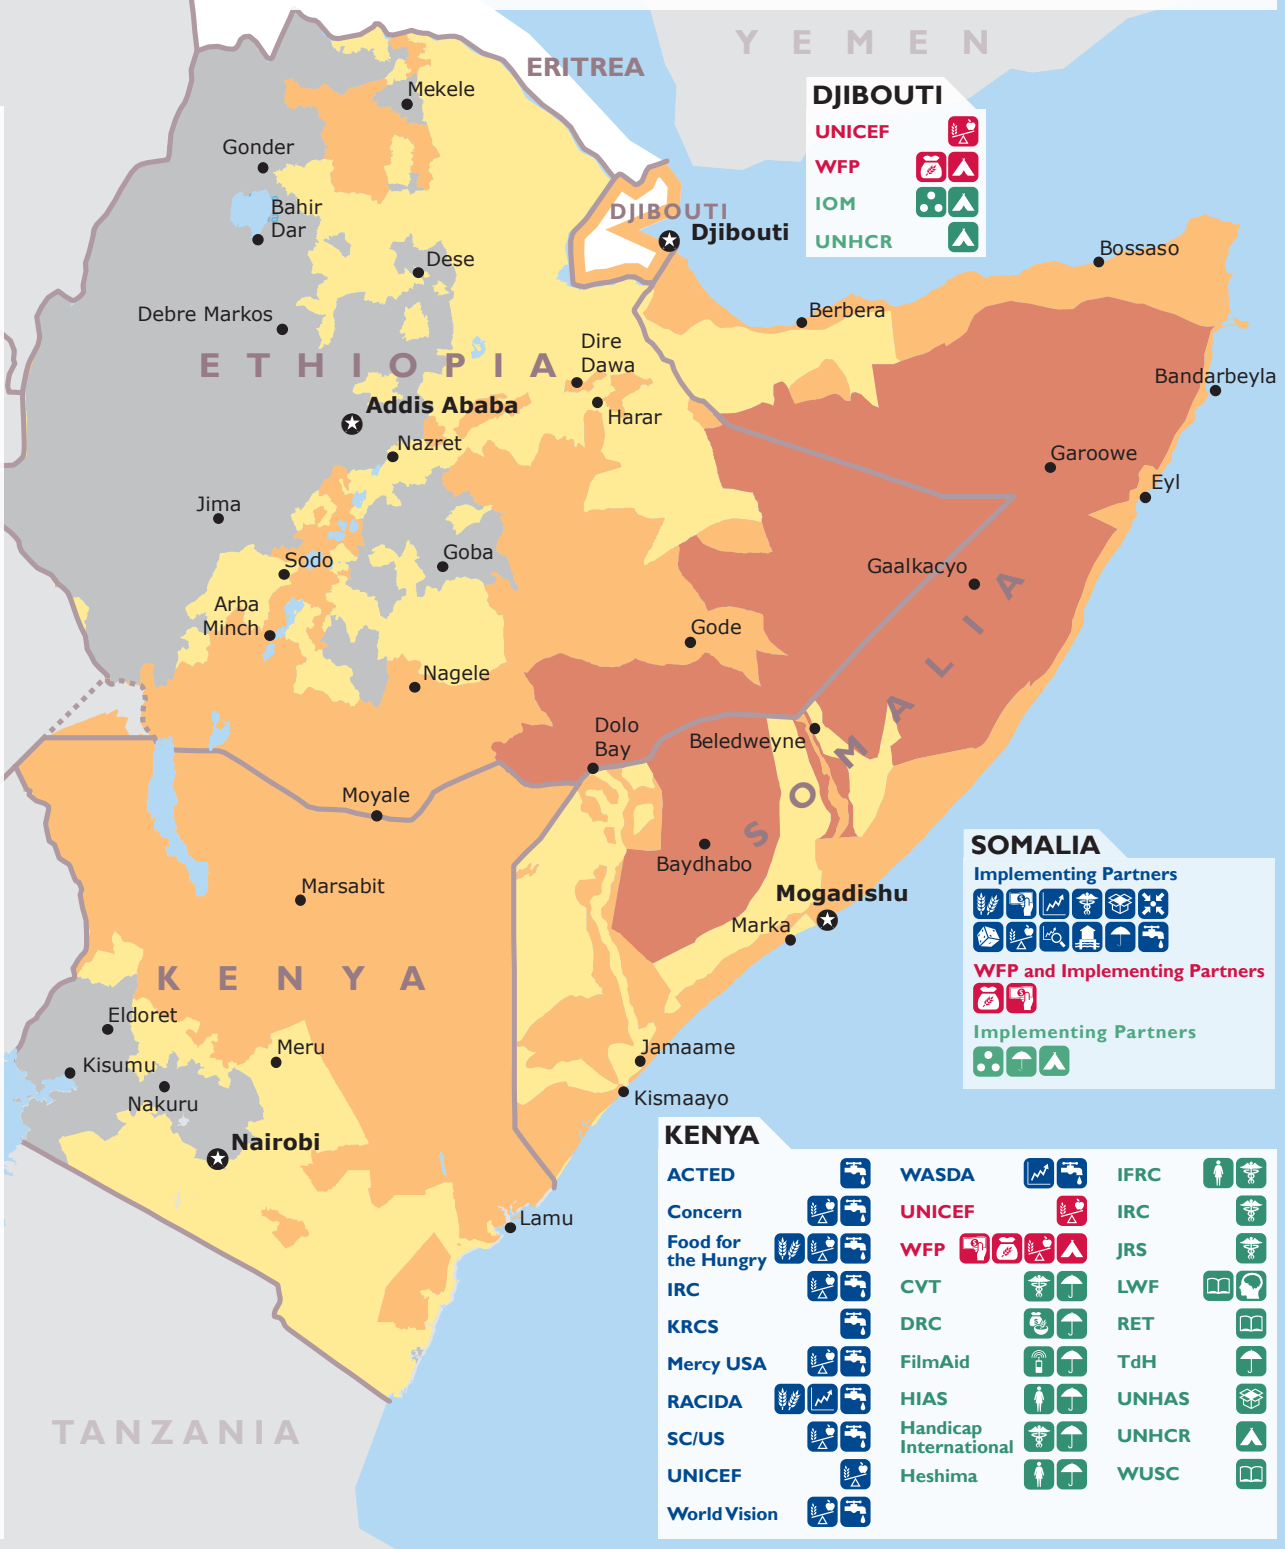 YEMEN
ERITREA
DJIBOUTI
UNICEF
WFP
IOM
UNHCR
Mekele
Gonder
Bahir
Dar
DJIBOUTI
Djibouti
Dese
Bossaso
Debre Markos
Berbera
Dire
Dawa
ETHIOPIA
Bandarbeyla
Addis Ababa
Harar
Nazret
Garoowe
Eyl
Jima
Goba
Sodo
Gaalkacyo
Arba
Minch
Gode
Nagele
SOMALIA
Dolo
Bay
Beledweyne
Moyale
Baydhabo
Marsabit
Mogadishu
Marka
KENYA
Eldoret
Kisumu
Nakuru
Meru
Jamaame
Kismaayo
Nairobi
Lamu
TANZANIA
SOMALIA
Implementing Partners
WFP and Implementing Partners
Implementing Partners
KENYA
ACTED
Concern
Food for
the Hungry
IRC
KRCS
Mercy USA
RACIDA
SC/US
UNICEF
World Vision
WASDA
UNICEF
WFP
CVT
DRC
FilmAid
HIAS
Handicap
International
Heshima
IFRC
IRC
JRS
LWF
RET
TdH
UNHAS
UNHCR
WUSC